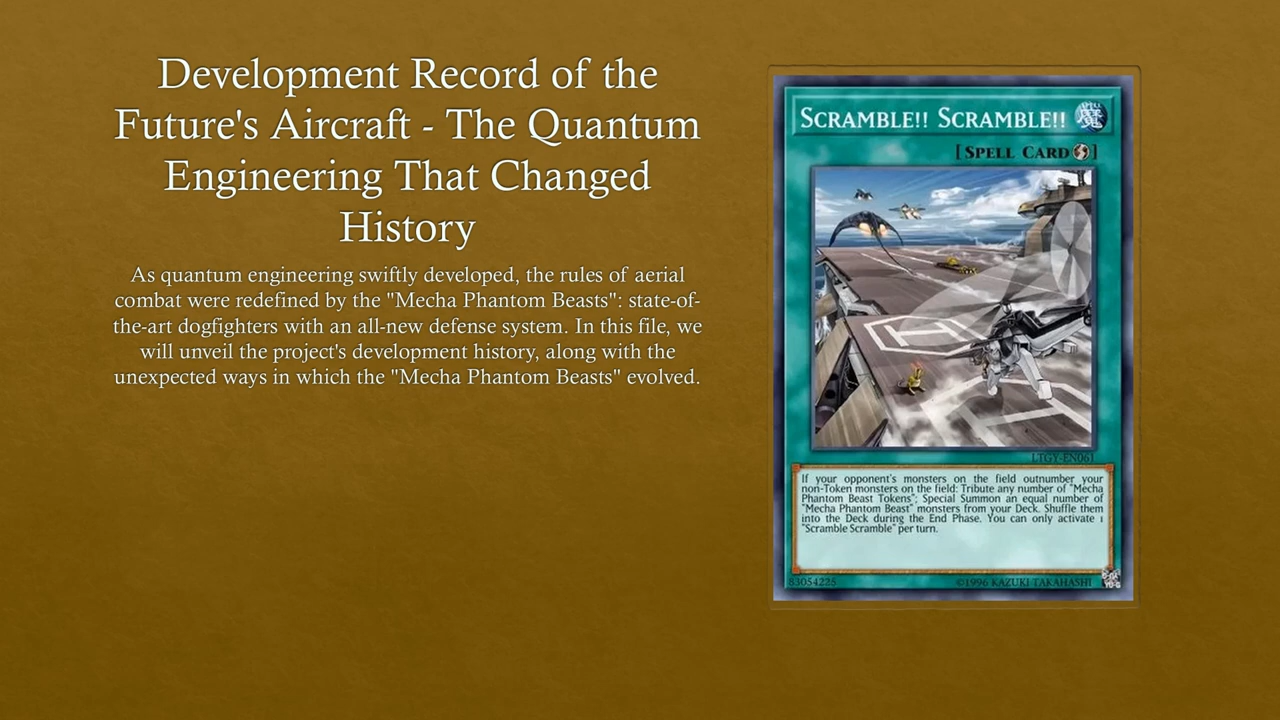 Development Record of the
Future's Aircraft - The Quantum
Engineering That Changed
History
As quantum engineering swiftly developed, the rules of aerial
combat were redefined by the "Mecha Phantom Beasts": state-of-
the-art dogfighters with an all-new defense system. In this file, we
will unveil the project's development history, along with the
unexpected ways in which the "Mecha Phantom Beasts" evolved.
SCRAMBLE!! SCRAMBLE!!
[SPELL CARD]
LTGY-EN061
If your opponent's monsters on the field outnumber your
non-Token monsters on the field: Tribute any number of "Mecha
Phantom Beast Tokens"; Special Summon an equal number of
"Mecha Phantom Beast" monsters from your Deck. Shuffle them
into the Deck during the End Phase. You can only activate 1
"Scramble Scramble" per turn.
83054225
©1996 KAZUKI TAKAHASHI